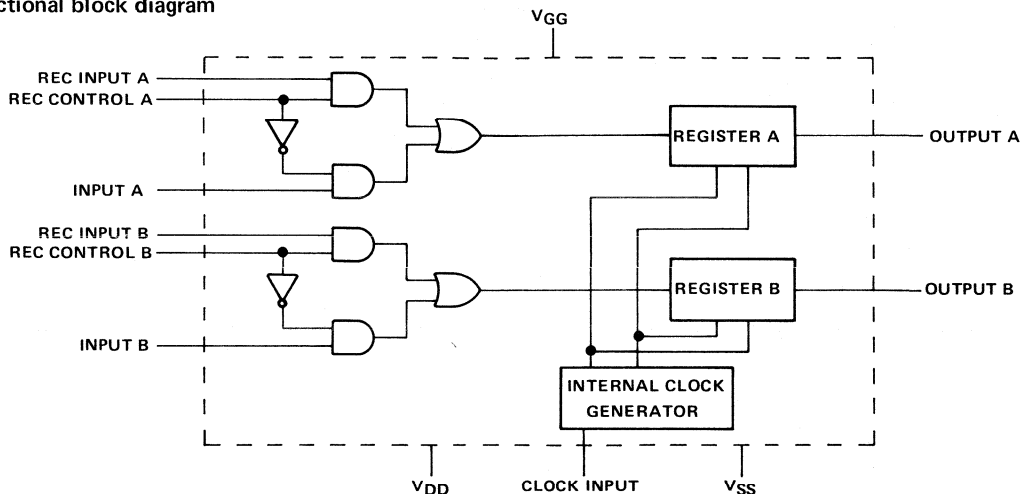 ctional block diagram
VGG
REC INPUT A
REC CONTROL A
REGISTER A
OUTPUT A
INPUT A
REC INPUT B
REC CONTROL B
REGISTER B
OUTPUT B
INPUT B
INTERNAL CLOCK
GENERATOR
VDD
CLOCK INPUT
VSS